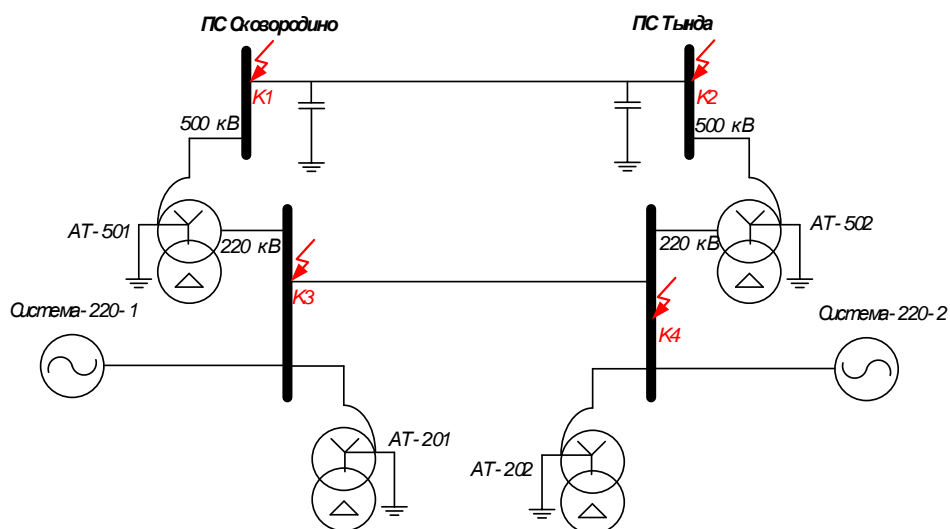 ПС Сковородино
ПС Тында
К1
К2
500 кВ
500 кВ
АТ-501
АТ-502
220 кВ
220 кВ
К3
Система-220-1
Система-220-2
К4
АТ-201
АТ-202